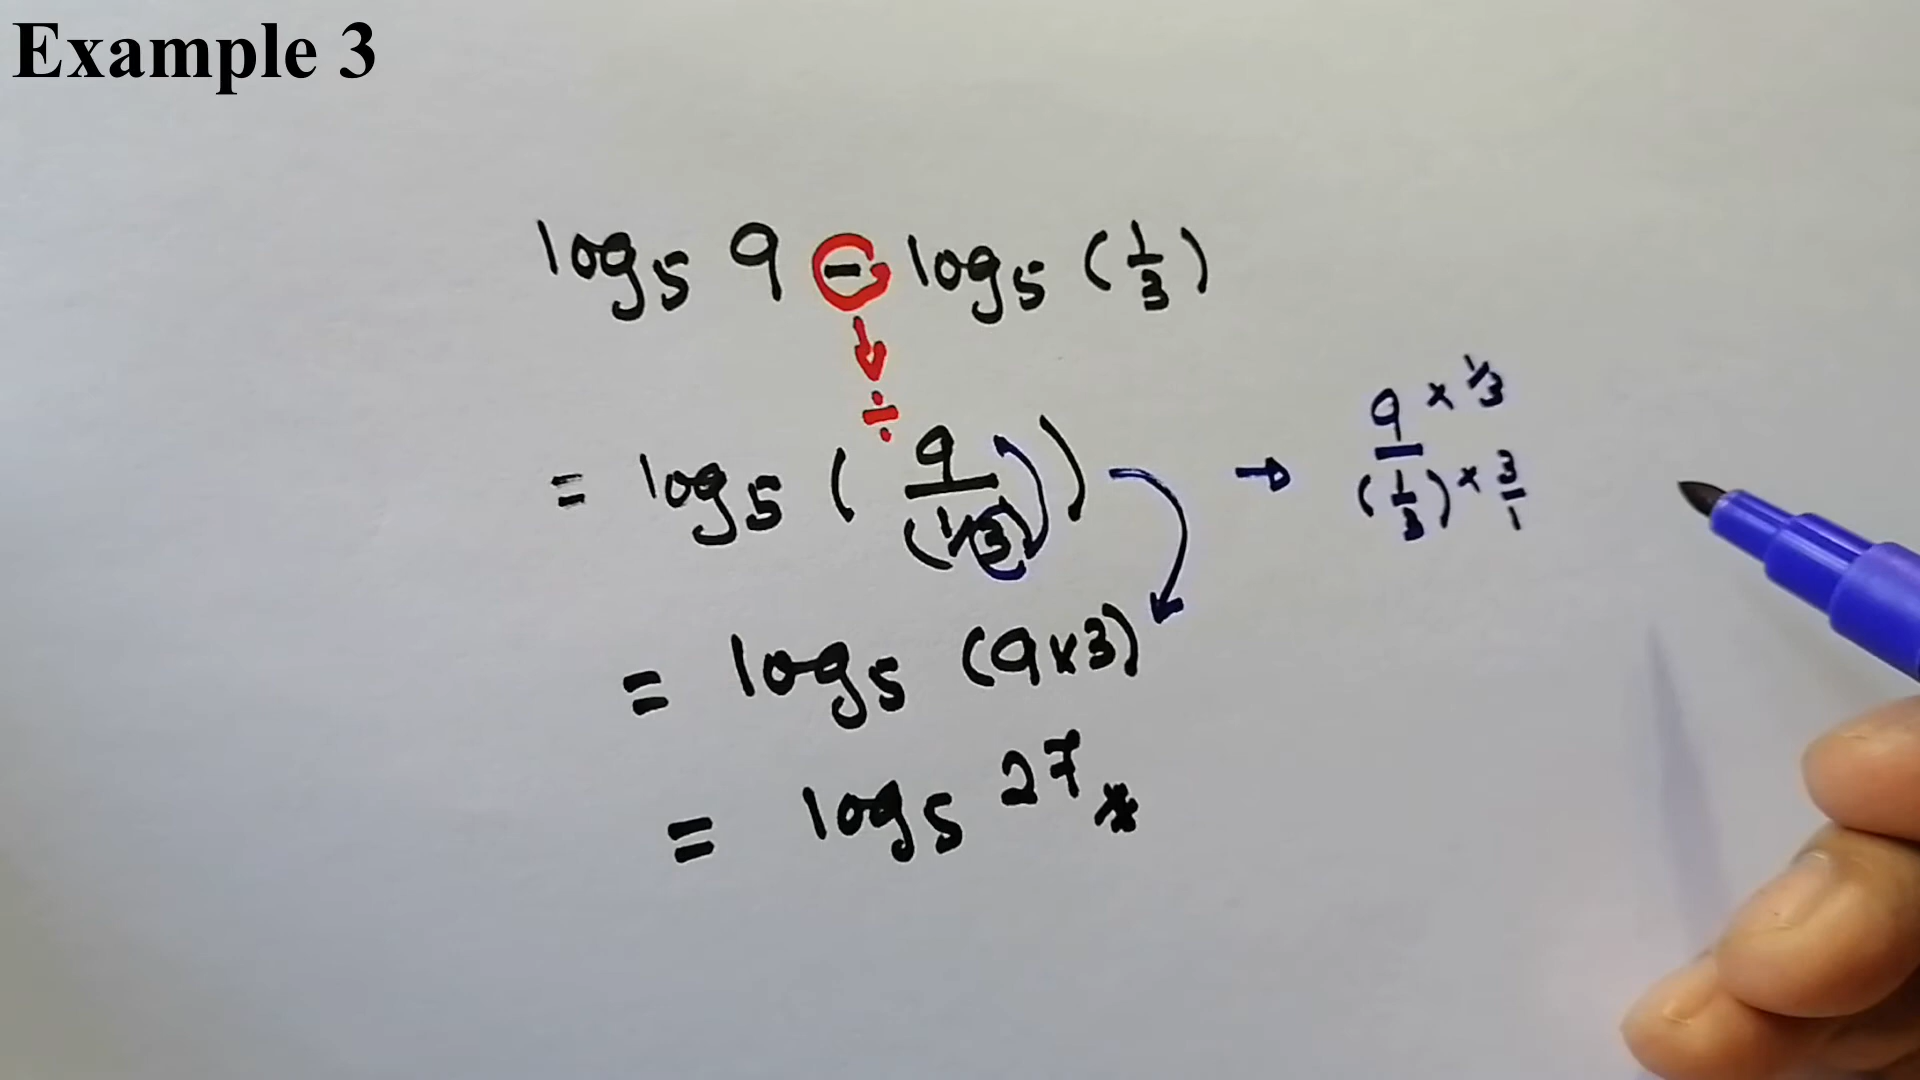 Example 3
log₅ 9 - log₅ (1/3)
÷
= log₅ ( 9/(1/3) ) → 9 × 1/3 / (1/3) × 3/1
= log₅ (9×3)
= log₅ 27 *